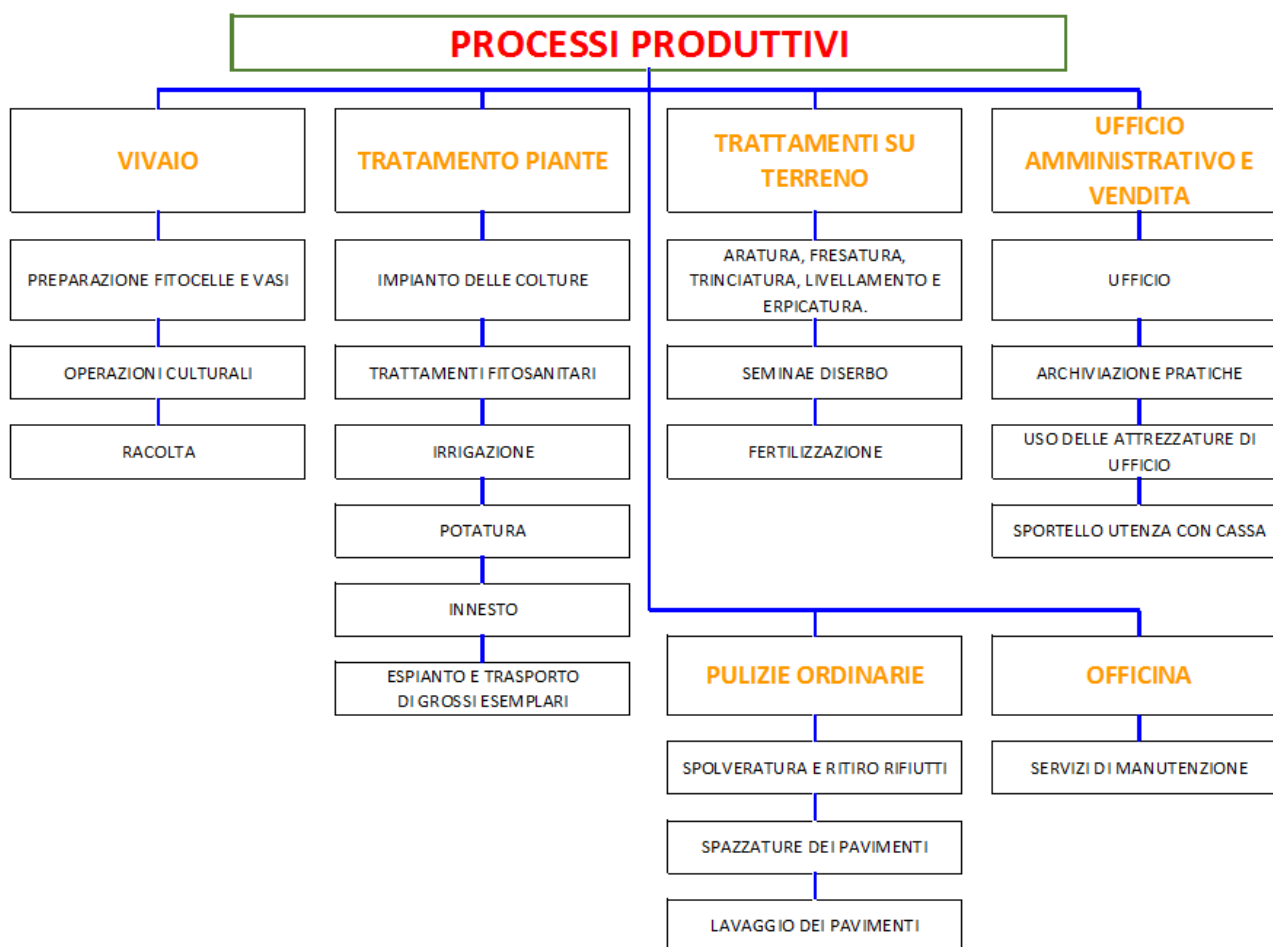 PROCESSI PRODUTTIVI
VIVAIO
PREPARAZIONE FITOCELLE E VASI
OPERAZIONI CULTURALI
RACOLTA
TRATAMENTO PIANTE
IMPIANTO DELLE COLTURE
TRATTAMENTI FITOSANITARI
IRRIGAZIONE
POTATURA
INNESTO
ESPIANTO E TRASPORTO
DI GROSSI ESEMPLARI
TRATTAMENTI SU
TERRENO
ARATURA, FRESATURA,
TRINCIATURA, LIVELLAMENTO E
ERPICATURA.
SEMINAE DISERBO
FERTILIZZAZIONE
UFFICIO
AMMINISTRATIVO E
VENDITA
UFFICIO
ARCHIVIAZIONE PRATICHE
USO DELLE ATTREZZATURE DI
UFFICIO
SPORTELLO UTENZA CON CASSA
PULIZIE ORDINARIE
SPOLVERATURA E RITIRO RIFIUTTI
SPAZZATURE DEI PAVIMENTI
LAVAGGIO DEI PAVIMENTI
OFFICINA
SERVIZI DI MANUTENZIONE